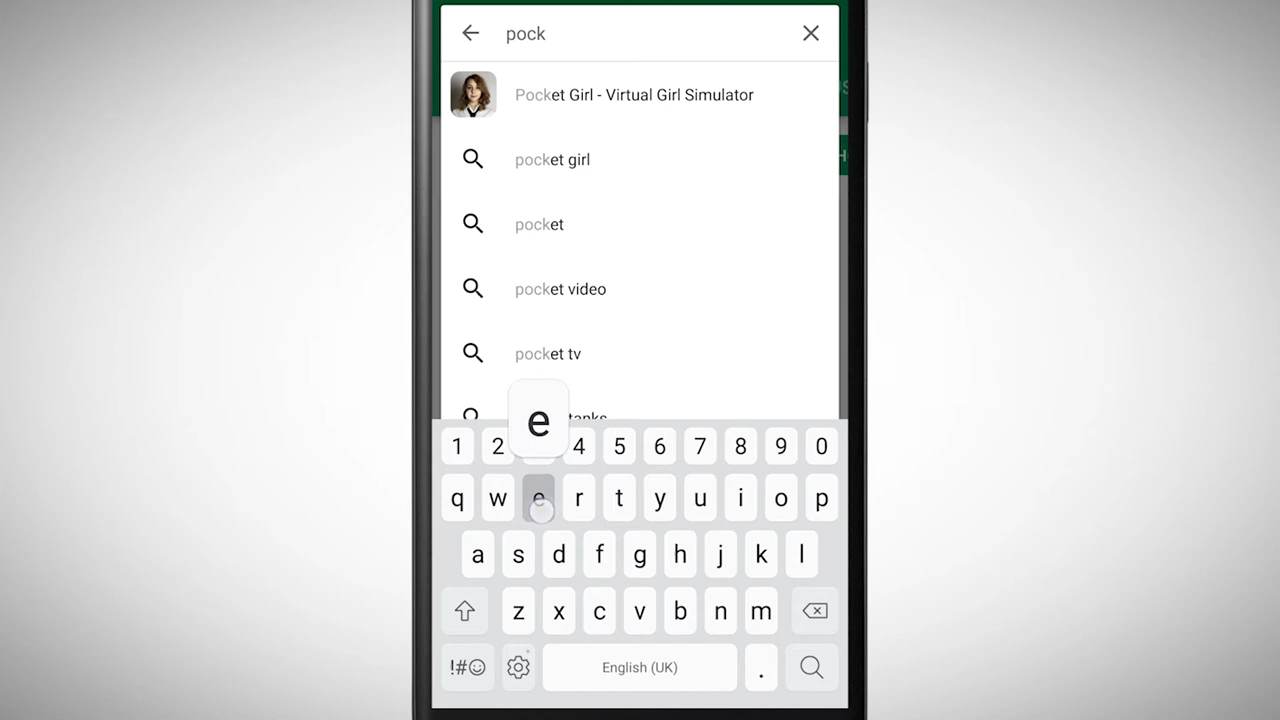 pock
Pocket Girl - Virtual Girl Simulator
pocket girl
pocket
pocket video
pocket tv
tanks
e
1 2 4 5 6 7 8 9 0
q w e r t y u i o p
a s d f g h j k l
z x c v b n m
!#☺ English (UK) .